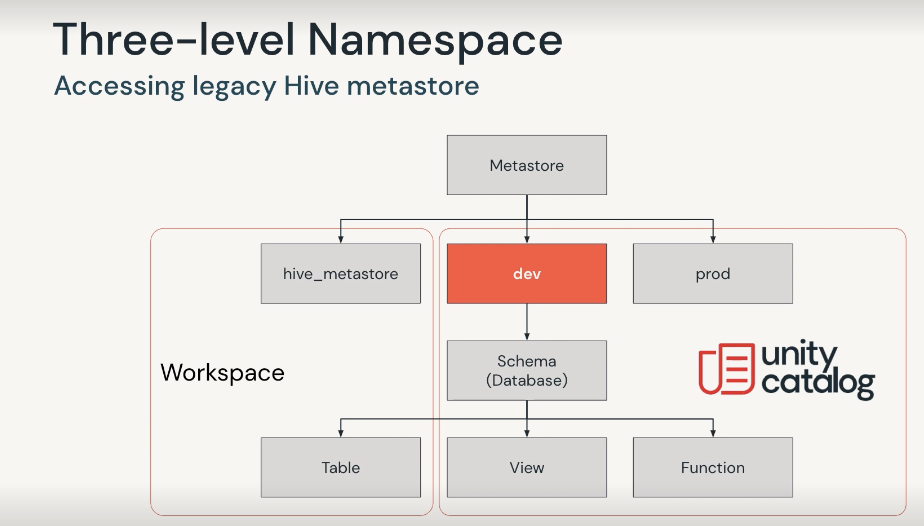 Three-level Namespace
Accessing legacy Hive metastore
Metastore
hive_metastore
dev
prod
Schema
(Database)
Workspace
unity
catalog
Table
View
Function